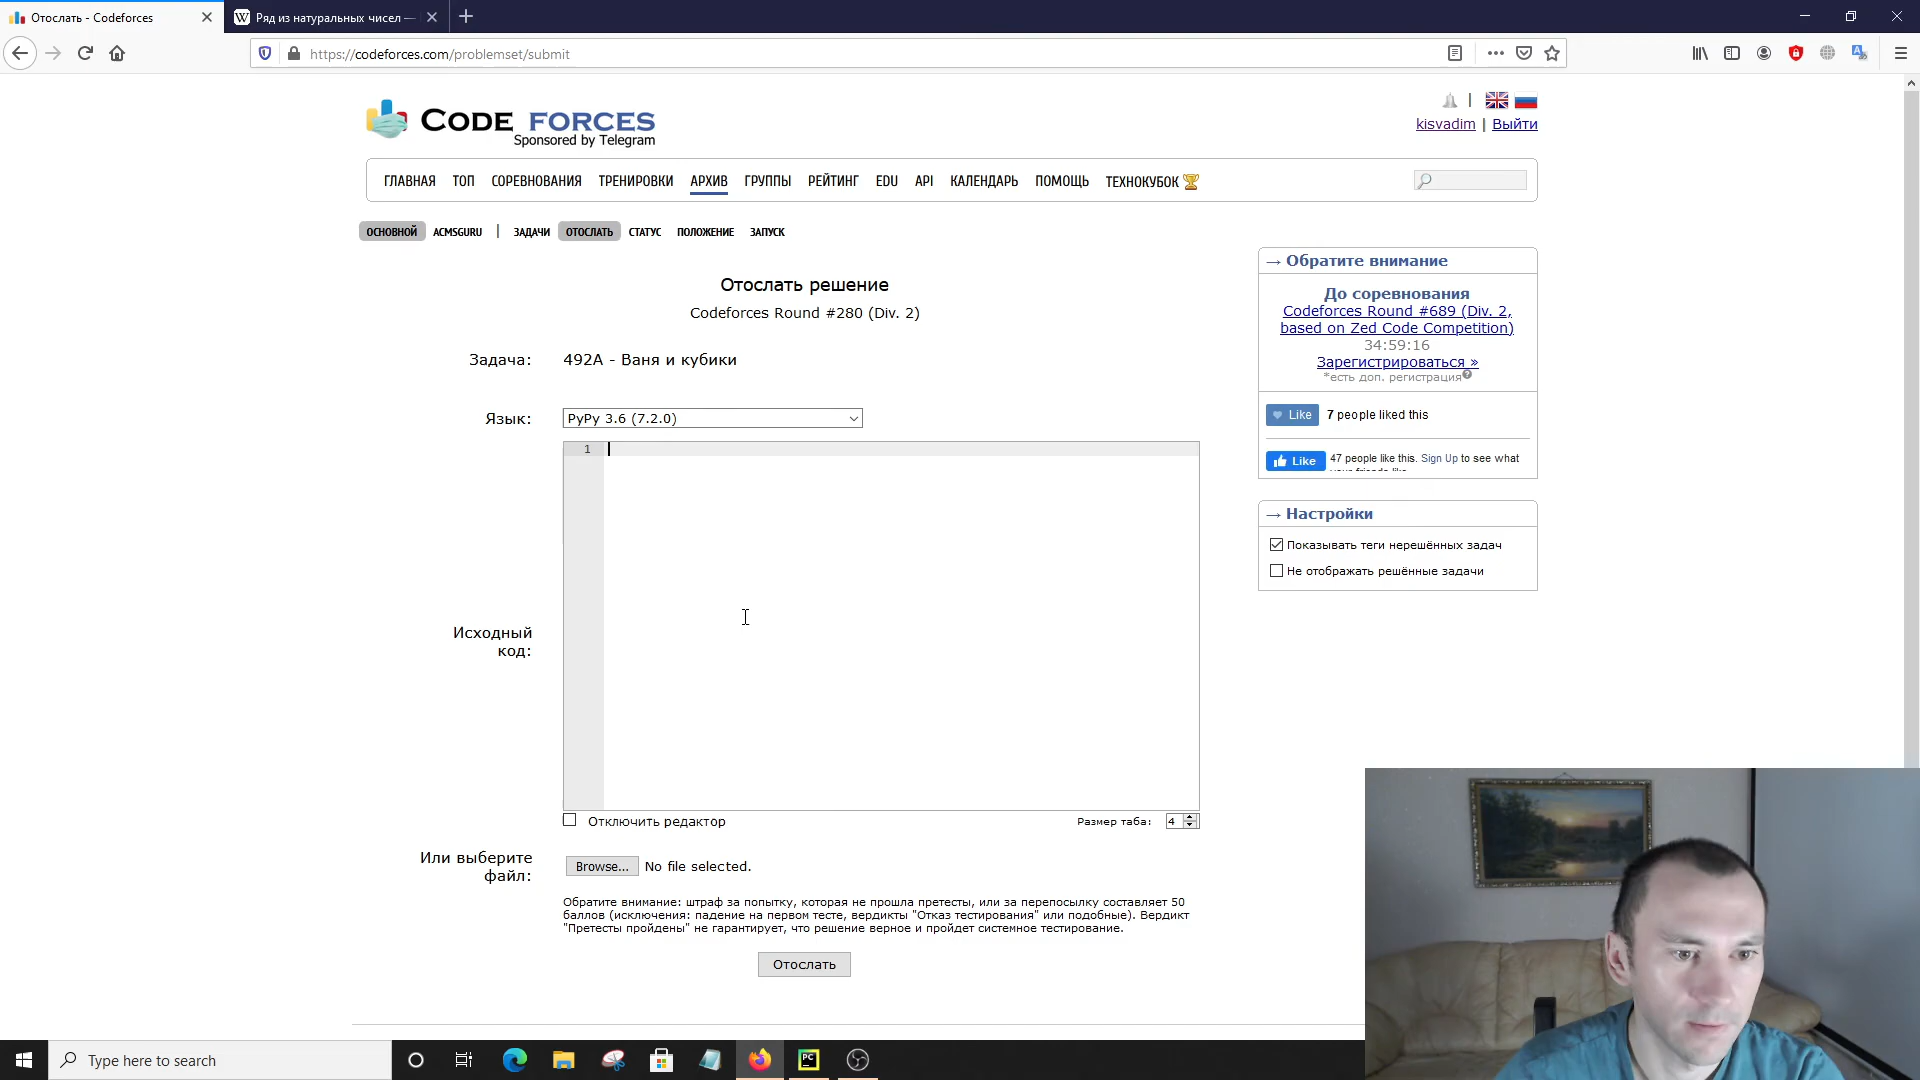 Отослать - Codeforces
Ряд из натуральных чисел —
https://codeforces.com/problemset/submit
CODE FORCES
Sponsored by Telegram
kisvadim | Выйти
ГЛАВНАЯ ТОП СОРЕВНОВАНИЯ ТРЕНИРОВКИ АРХИВ ГРУППЫ РЕЙТИНГ EDU API КАЛЕНДАРЬ ПОМОЩЬ ТЕХНОКУБОК
ОСНОВНОЙ ACMSGURU | ЗАДАЧИ ОТОСЛАТЬ СТАТУС ПОЛОЖЕНИЕ ЗАПУСК
Отослать решение
Codeforces Round #280 (Div. 2)
Задача: 492A - Ваня и кубики
Язык: PyPy 3.6 (7.2.0)
1
Исходный
код:
Отключить редактор
Размер таба: 4
Или выберите
файл:
Browse... No file selected.
Обратите внимание: штраф за попытку, которая не прошла претесты, или за перепосылку составляет 50
баллов (исключения: падение на первом тесте, вердикты "Отказ тестирования" или подобные). Вердикт
"Претесты пройдены" не гарантирует, что решение верное и пройдет системное тестирование.
Отослать
→ Обратите внимание
До соревнования
Codeforces Round #689 (Div. 2,
based on Zed Code Competition)
34:59:16
Зарегистрироваться »
*есть доп. регистрация
Like 7 people liked this
Like 47 people like this. Sign Up to see what
→ Настройки
Показывать теги нерешённых задач
Не отображать решённые задачи
Type here to search